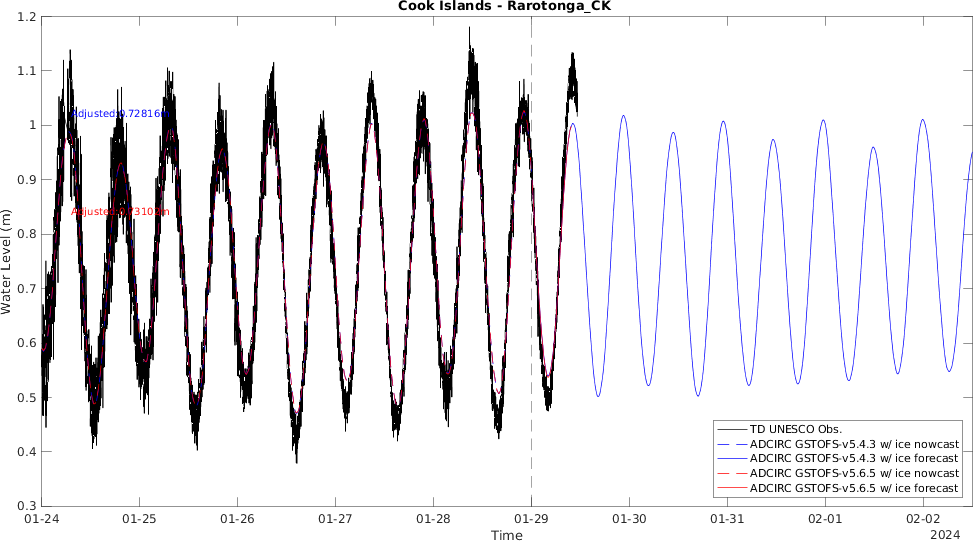 Cook Islands - Rarotonga_CK
1.2
1.1
1
0.9
0.8
0.7
0.6
0.5
0.4
0.3
Water Level (m)
Adjusted:0.72816m
TD UNESCO Obs.
ADCIRC GSTOFS-v5.4.3 w/ ice nowcast
ADCIRC GSTOFS-v5.4.3 w/ ice forecast
ADCIRC GSTOFS-v5.6.5 w/ ice nowcast
ADCIRC GSTOFS-v5.6.5 w/ ice forecast
01-24 01-25 01-26 01-27 01-28 01-29 01-30 01-31 02-01 02-02
Time
2024